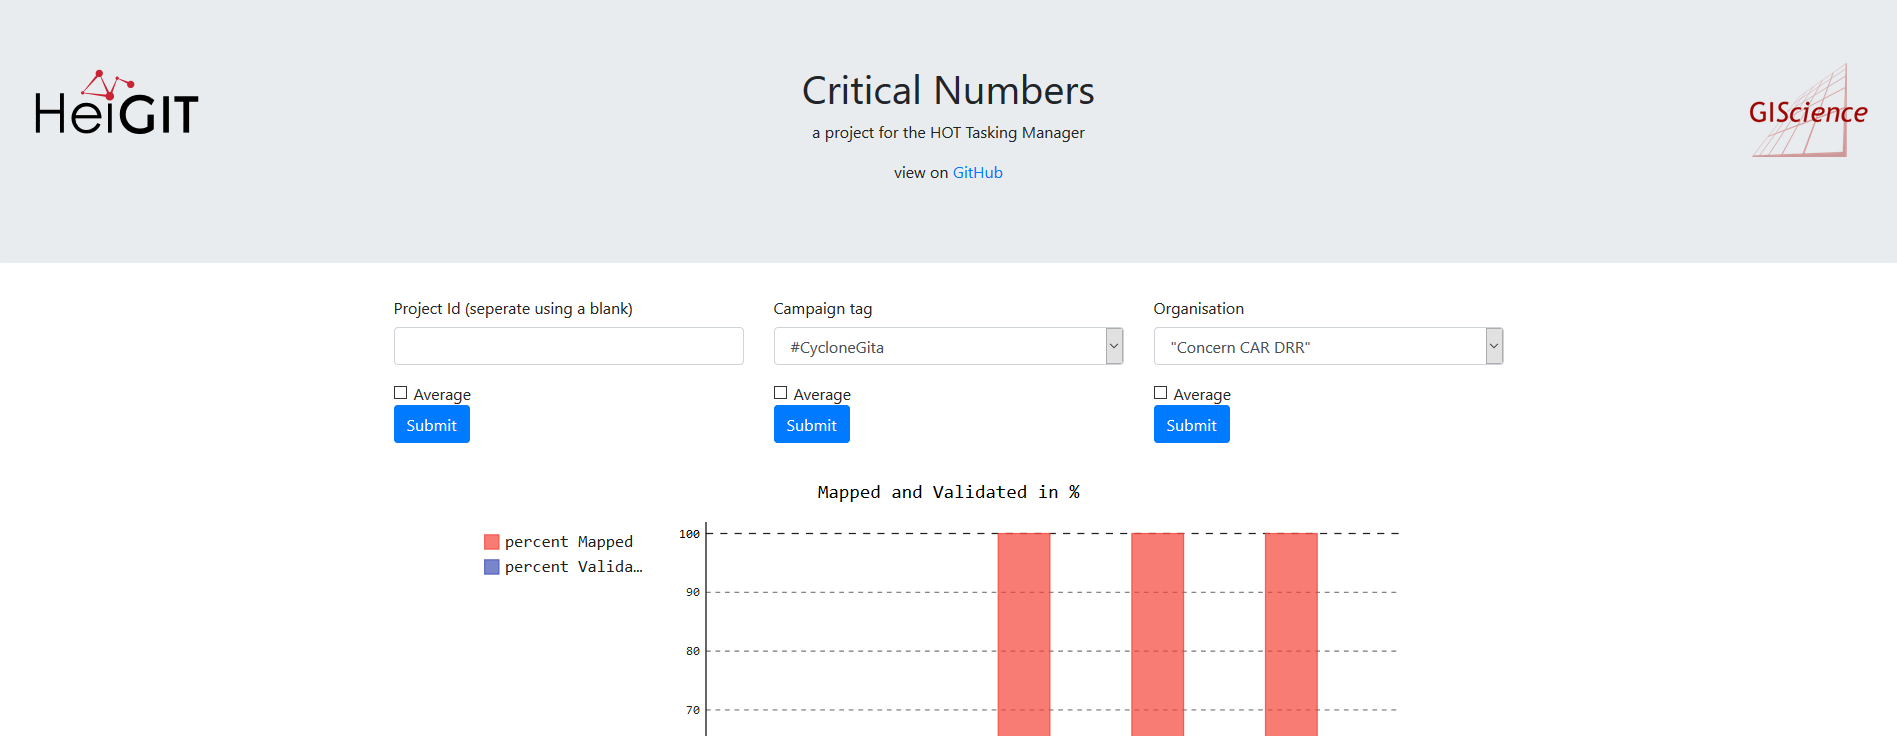 HeiGIT
Critical Numbers
a project for the HOT Tasking Manager
view on GitHub
GIScience
Project Id (seperate using a blank)
Campaign tag
Organisation
#CycloneGita
"Concern CAR DRR"
Average
Average
Average
Submit
Submit
Submit
Mapped and Validated in %
percent Mapped
percent Valida…
100
90
80
70